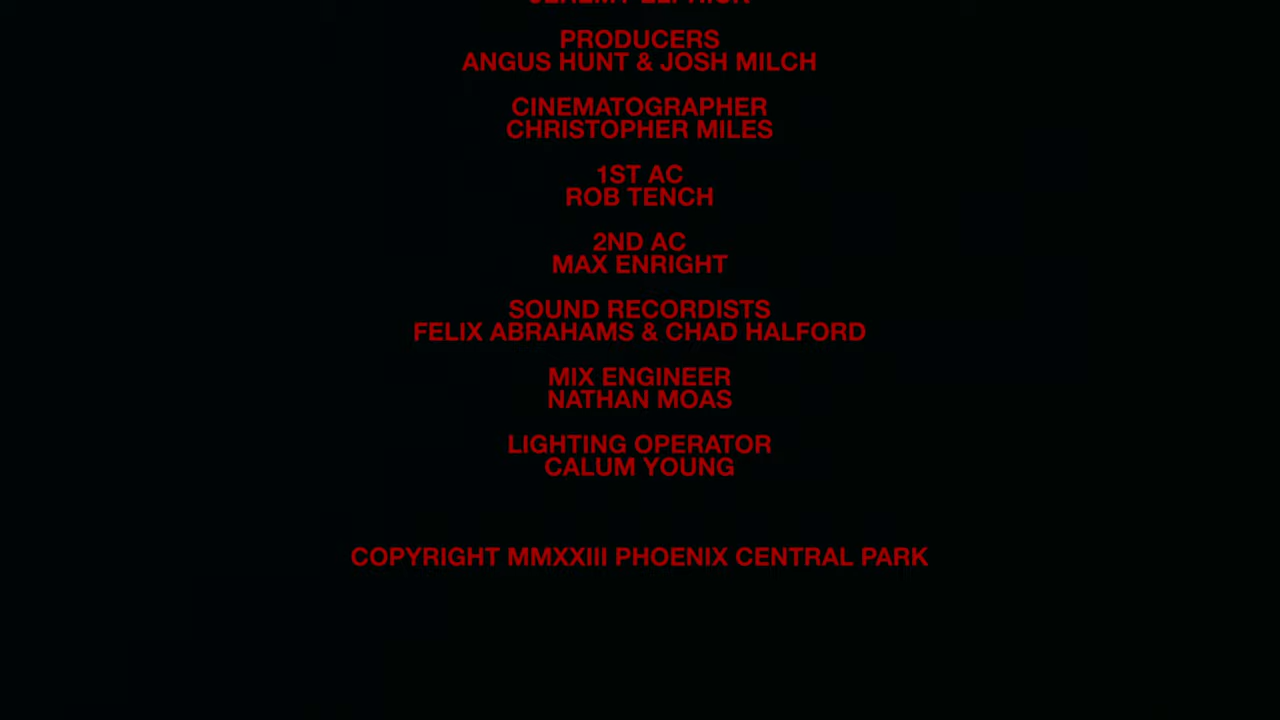 PRODUCERS
ANGUS HUNT & JOSH MILCH
CINEMATOGRAPHER
CHRISTOPHER MILES
1ST AC
ROB TENCH
2ND AC
MAX ENRIGHT
SOUND RECORDISTS
FELIX ABRAHAMS & CHAD HALFORD
MIX ENGINEER
NATHAN MOAS
LIGHTING OPERATOR
CALUM YOUNG
COPYRIGHT MMXXIII PHOENIX CENTRAL PARK